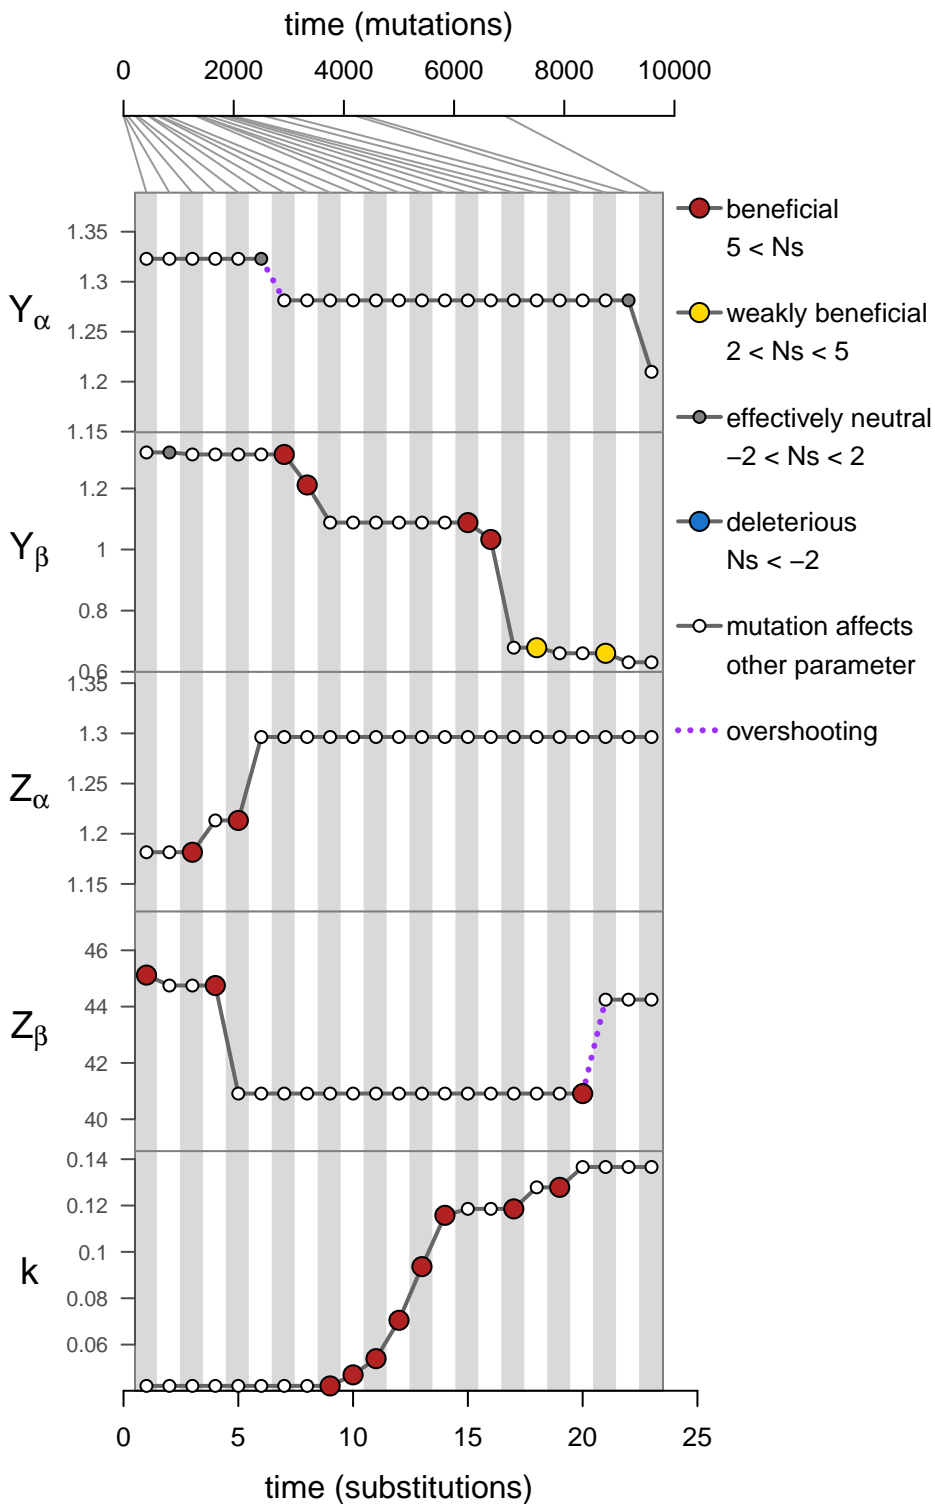 time (mutations)
0 2000 4000 6000 8000 10000
Yα
1.35
1.3
1.25
1.2
1.15
Yβ
1.2
1
0.8
0.6
Zα
1.35
1.3
1.25
1.2
1.15
Zβ
46
44
42
40
k
0.14
0.12
0.1
0.08
0.06
0 5 10 15 20 25
time (substitutions)
beneficial
5 < Ns
weakly beneficial
2 < Ns < 5
effectively neutral
−2 < Ns < 2
deleterious
Ns < −2
mutation affects
other parameter
overshooting